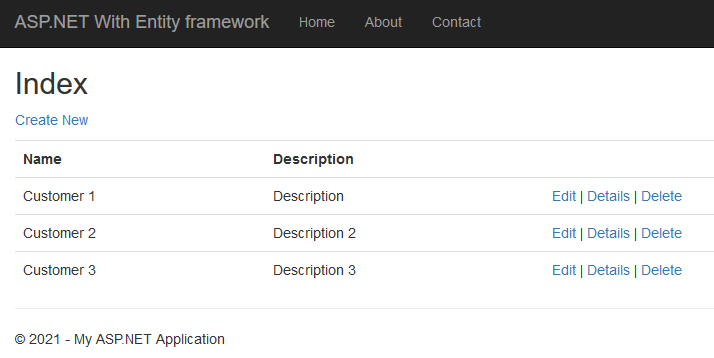 ASP.NET With Entity framework Home About Contact
Index
Create New
Name Description
Customer 1 Description Edit | Details | Delete
Customer 2 Description 2 Edit | Details | Delete
Customer 3 Description 3 Edit | Details | Delete
© 2021 - My ASP.NET Application